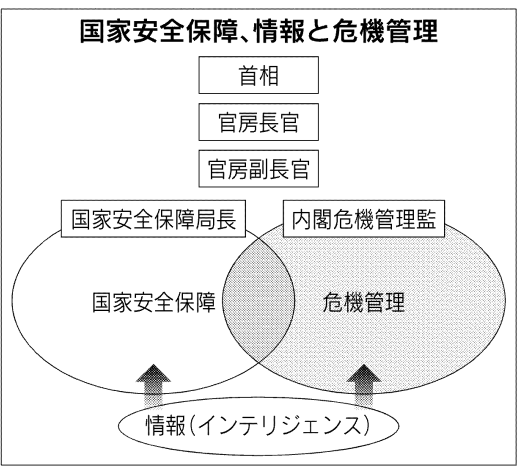 国家安全保障、情報と危機管理
首相
官房長官
官房副長官
国家安全保障局長
内閣危機管理監
国家安全保障
危機管理
情報（インテリジェンス）